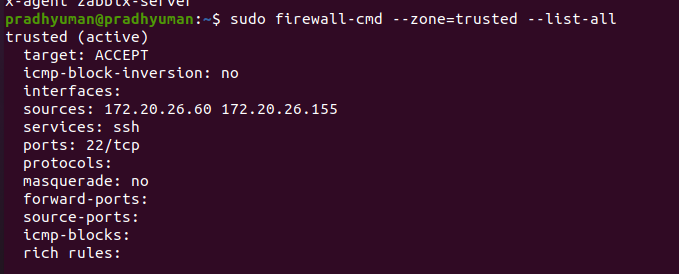 x-agent zabbix-server
pradhyuman@pradhyuman:~$ sudo firewall-cmd --zone=trusted --list-all
trusted (active)
  target: ACCEPT
  icmp-block-inversion: no
  interfaces:
  sources: 172.20.26.60 172.20.26.155
  services: ssh
  ports: 22/tcp
  protocols:
  masquerade: no
  forward-ports:
  source-ports:
  icmp-blocks:
  rich rules: